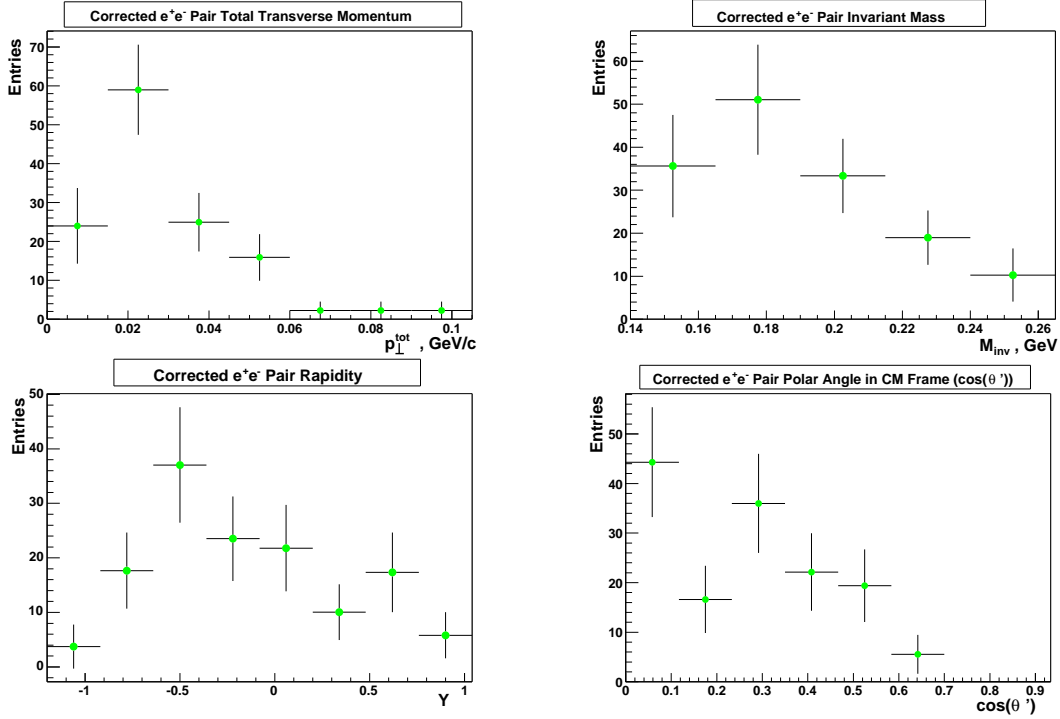 Corrected e⁺e⁻ Pair Total Transverse Momentum
Entries
70
60
50
40
30
20
10
0
0 0.02 0.04 0.06 0.08 0.1
p⊥^tot , GeV/c
Corrected e⁺e⁻ Pair Invariant Mass
Entries
60
50
40
30
20
10
0
0.14 0.16 0.18 0.2 0.22 0.24 0.26
M_inv , GeV
Corrected e⁺e⁻ Pair Rapidity
Entries
50
40
30
20
10
0
-1 -0.5 0 0.5 1
Y
Corrected e⁺e⁻ Pair Polar Angle in CM Frame (cos(θ '))
Entries
50
40
30
20
10
0
0 0.1 0.2 0.3 0.4 0.5 0.6 0.7 0.8 0.9
cos(θ ')